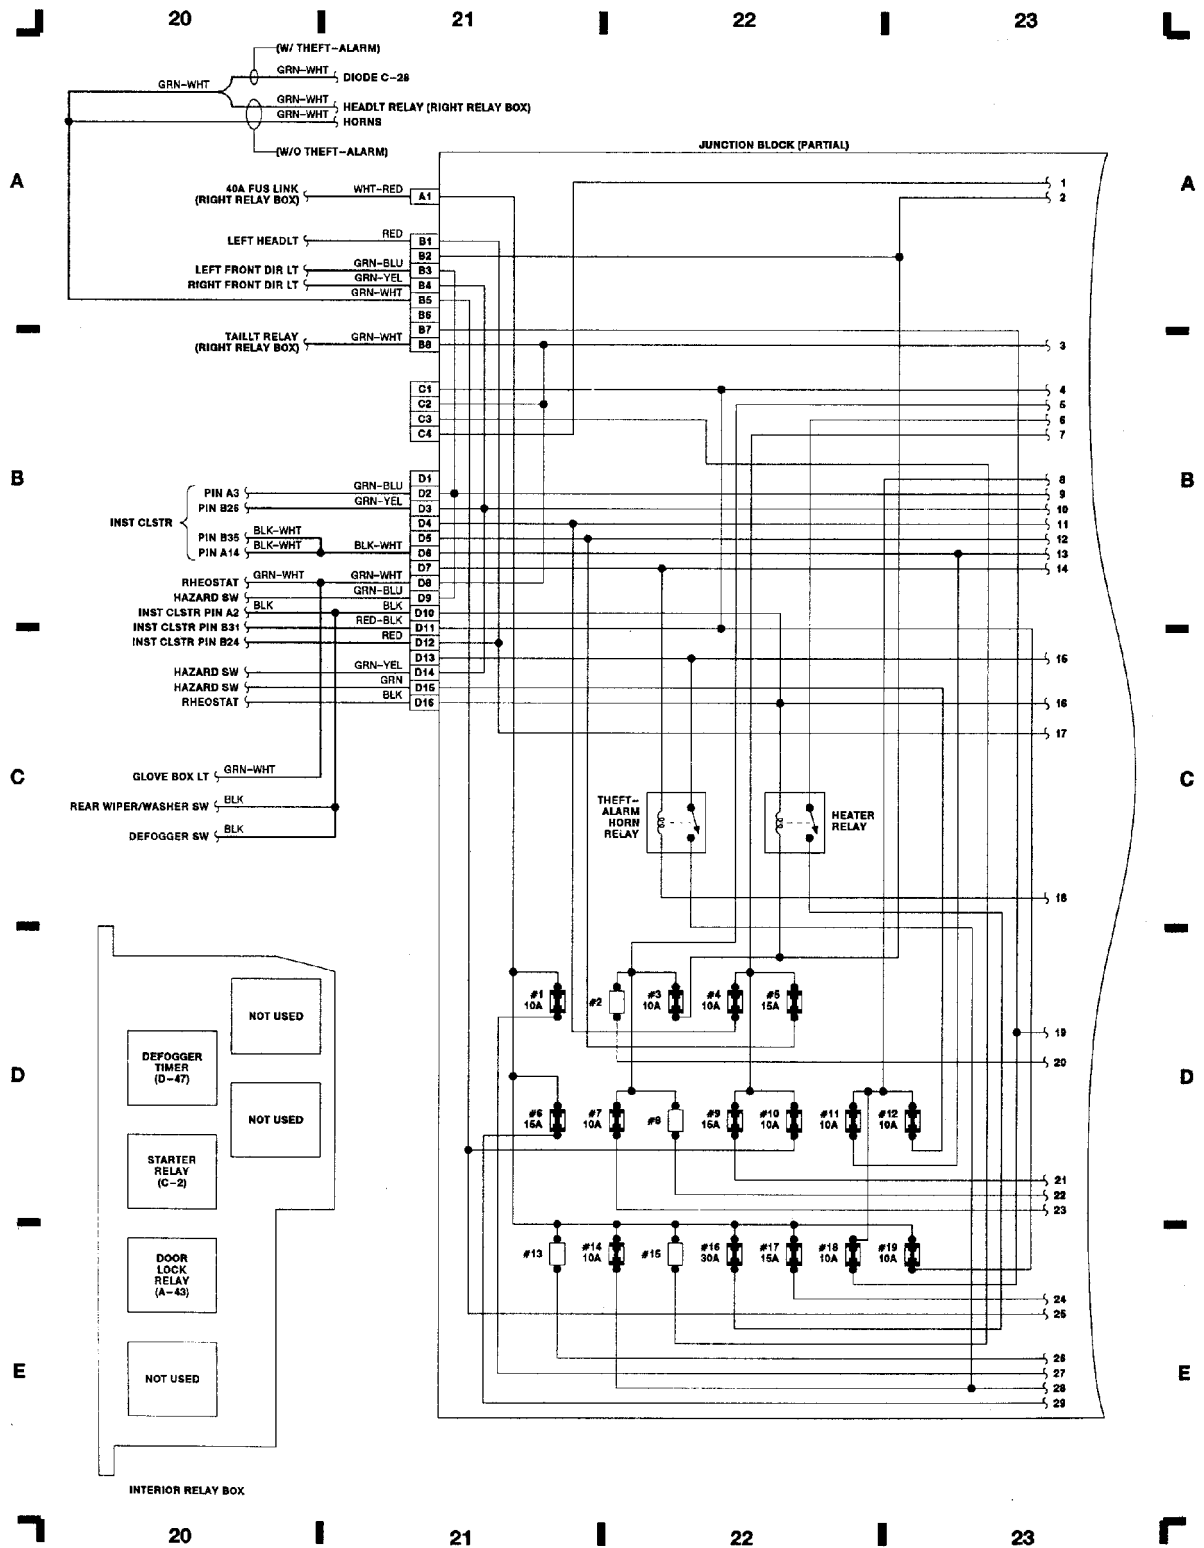 20 21 22 23
(W/ THEFT-ALARM)
GRN-WHT DIODE C-28
GRN-WHT
GRN-WHT HEADLT RELAY (RIGHT RELAY BOX)
GRN-WHT HORNS
(W/O THEFT-ALARM)
JUNCTION BLOCK (PARTIAL)
A A
40A FUS LINK
(RIGHT RELAY BOX) WHT-RED A1
1
2
LEFT HEADLT RED B1
B2
LEFT FRONT DIR LT GRN-BLU B3
RIGHT FRONT DIR LT GRN-YEL B4
GRN-WHT B5
B6
B7
TAILLT RELAY
(RIGHT RELAY BOX) GRN-WHT B8 3
C1 4
C2 5
C3 6
C4 7
B B
D1 8
PIN A3 GRN-BLU D2 9
PIN B26 GRN-YEL D3 10
INST CLSTR D4 11
PIN B35 BLK-WHT D5 12
PIN A14 BLK-WHT BLK-WHT D6 13
D7 14
RHEOSTAT GRN-WHT GRN-WHT D8
HAZARD SW GRN-BLU D9
INST CLSTR PIN A2 BLK BLK D10
INST CLSTR PIN B31 RED-BLK D11
INST CLSTR PIN B24 RED D12
D13 15
HAZARD SW GRN-YEL D14
HAZARD SW GRN D15
RHEOSTAT BLK D16 16
17
C C
GLOVE BOX LT GRN-WHT
REAR WIPER/WASHER SW BLK
DEFOGGER SW BLK
THEFT-
ALARM
HORN
RELAY
HEATER
RELAY
18
#1
10A
#2
#3
10A
#4
10A
#5
15A
19
20
NOT USED
D D
DEFOGGER
TIMER
(D-47)
NOT USED
#6
15A
#7
10A
#8
#9
15A
#10
10A
#11
10A
#12
10A
STARTER
RELAY
(C-2)
21
22
23
#13
#14
10A
#15
#16
30A
#17
15A
#18
10A
#19
10A
DOOR
LOCK
RELAY
(A-43)
24
25
26
27
28
29
E E
NOT USED
INTERIOR RELAY BOX
20 21 22 23